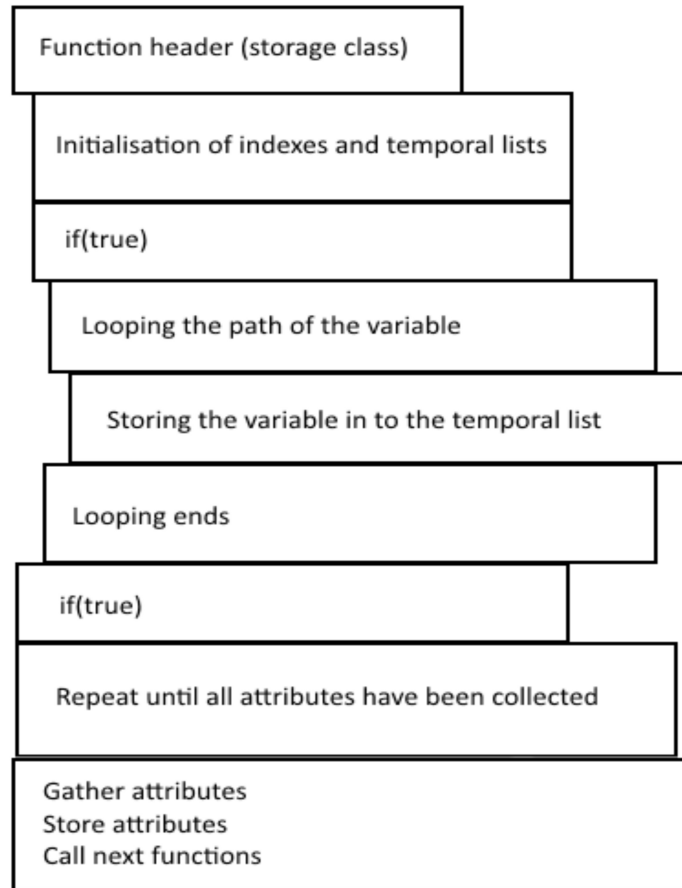 Function header (storage class)
Initialisation of indexes and temporal lists
if(true)
Looping the path of the variable
Storing the variable in to the temporal list
Looping ends
if(true)
Repeat until all attributes have been collected
Gather attributes
Store attributes
Call next functions